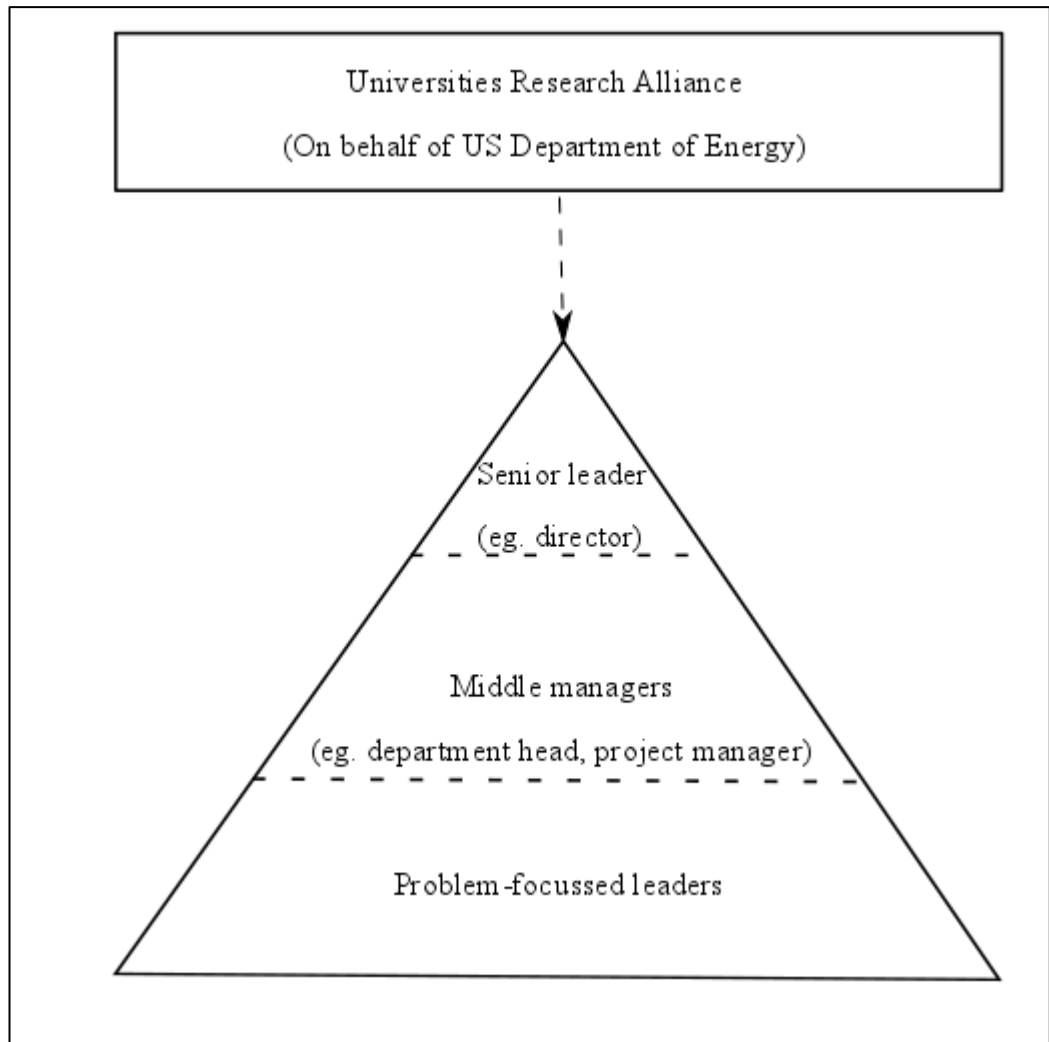 Universities Research Alliance
(On behalf of US Department of Energy)
Senior leader
(eg. director)
Middle managers
(eg. department head, project manager)
Problem-focussed leaders